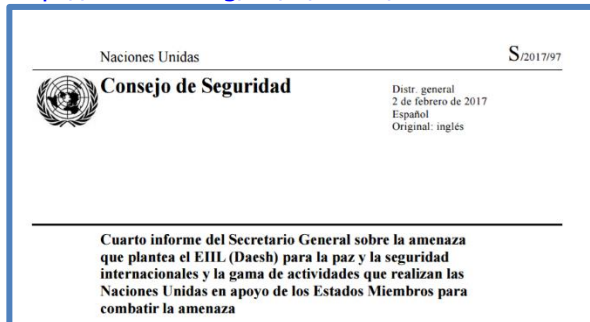 Naciones Unidas
S/2017/97
Consejo de Seguridad
Distr. general
2 de febrero de 2017
Español
Original: inglés
Cuarto informe del Secretario General sobre la amenaza
que plantea el EIIL (Daesh) para la paz y la seguridad
internacionales y la gama de actividades que realizan las
Naciones Unidas en apoyo de los Estados Miembros para
combatir la amenaza